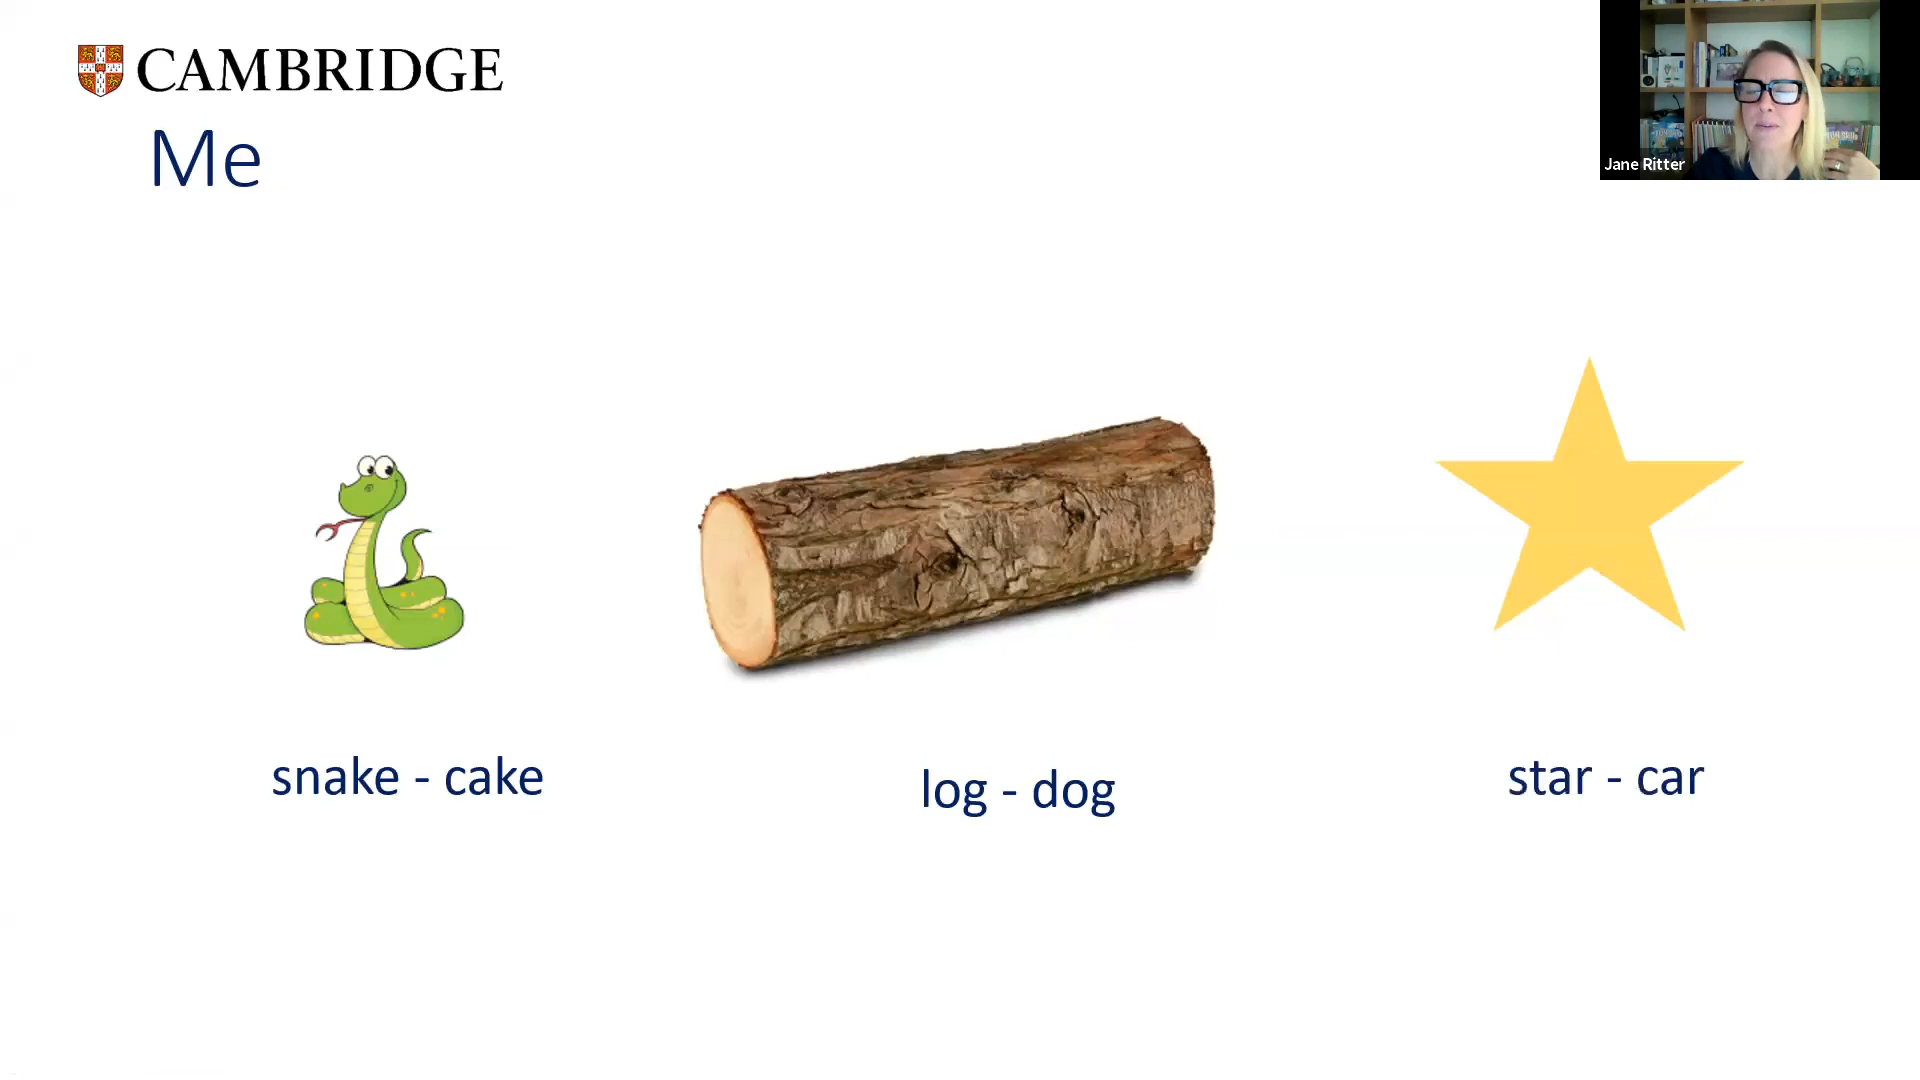 CAMBRIDGE
Me
Jane Ritter
snake - cake
log - dog
star - car